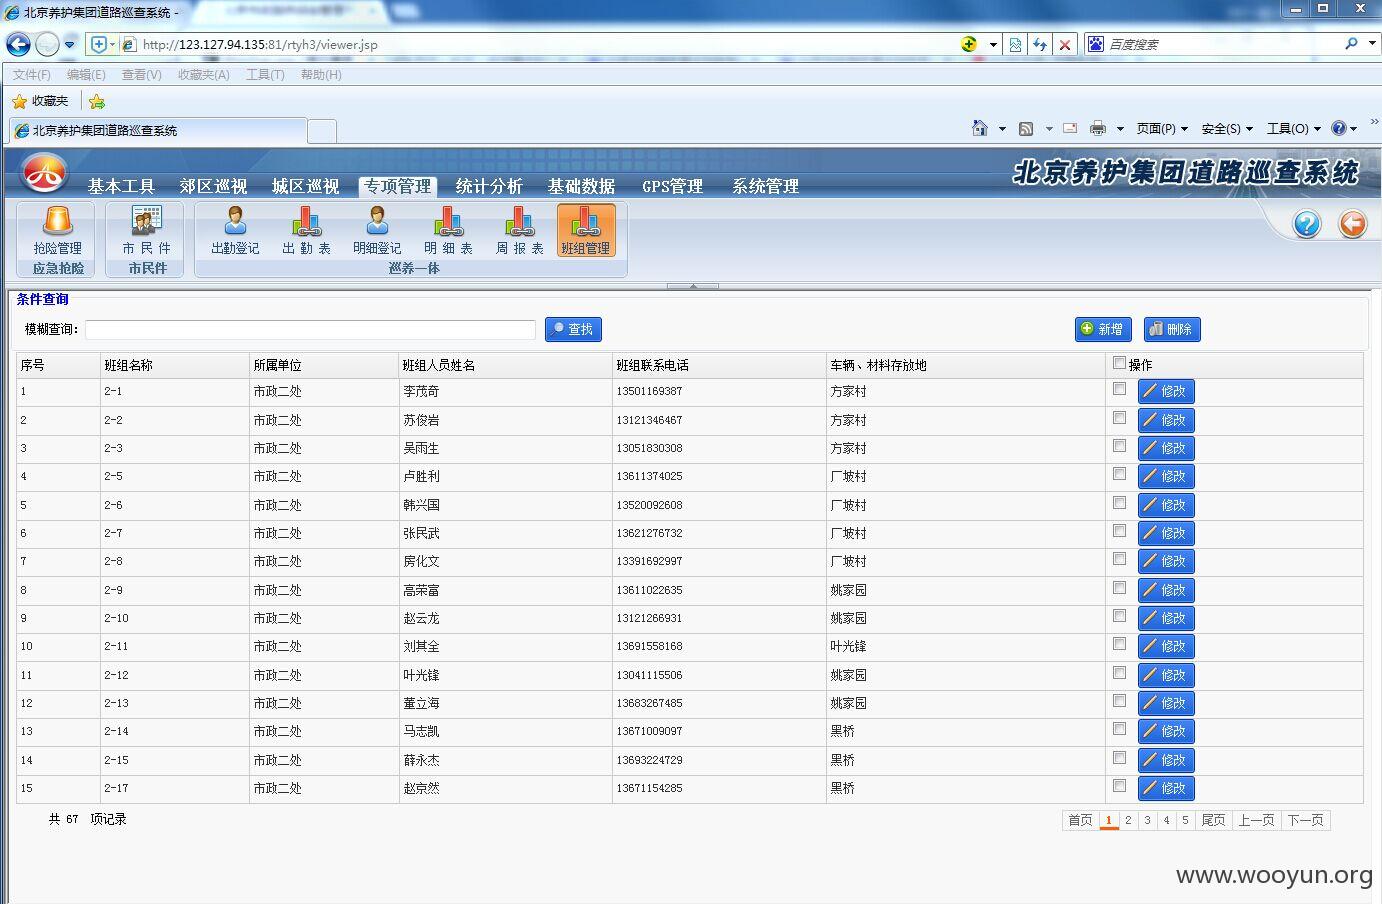 北京养护集团道路巡查系统 -
http://123.127.94.135:81/rtyh3/viewer.jsp
百度搜索
文件(F) 编辑(E) 查看(V) 收藏夹(A) 工具(T) 帮助(H)
收藏夹
北京养护集团道路巡查系统
页面(P) 安全(S) 工具(O)
北京养护集团道路巡查系统
基本工具 郊区巡视 城区巡视 专项管理 统计分析 基础数据 GPS管理 系统管理
抢险管理 市民件 出勤登记 出勤表 明细登记 明细表 周报表 班组管理
应急抢险 市民件 巡养一体
条件查询
模糊查询: 查找 新增 删除
序号 班组名称 所属单位 班组人员姓名 班组联系电话 车辆、材料存放地 操作
1 2-1 市政二处 李茂奇 13501169387 方家村 修改
2 2-2 市政二处 苏俊岩 13121346467 方家村 修改
3 2-3 市政二处 吴雨生 13051830308 方家村 修改
4 2-5 市政二处 卢胜利 13611374025 厂坡村 修改
5 2-6 市政二处 韩兴国 13520092608 厂坡村 修改
6 2-7 市政二处 张民武 13621276732 厂坡村 修改
7 2-8 市政二处 房化文 13391692997 厂坡村 修改
8 2-9 市政二处 高荣富 13611022635 姚家园 修改
9 2-10 市政二处 赵云龙 13121266931 姚家园 修改
10 2-11 市政二处 刘其全 13691558168 叶光锋 修改
11 2-12 市政二处 叶光锋 13041115506 姚家园 修改
12 2-13 市政二处 董立海 13683267485 姚家园 修改
13 2-14 市政二处 马志凯 13671009097 黑桥 修改
14 2-15 市政二处 薛永杰 13693224729 黑桥 修改
15 2-17 市政二处 赵京然 13671154285 黑桥 修改
共 67 项记录 首页 1 2 3 4 5 尾页 上一页 下一页
www.wooyun.org